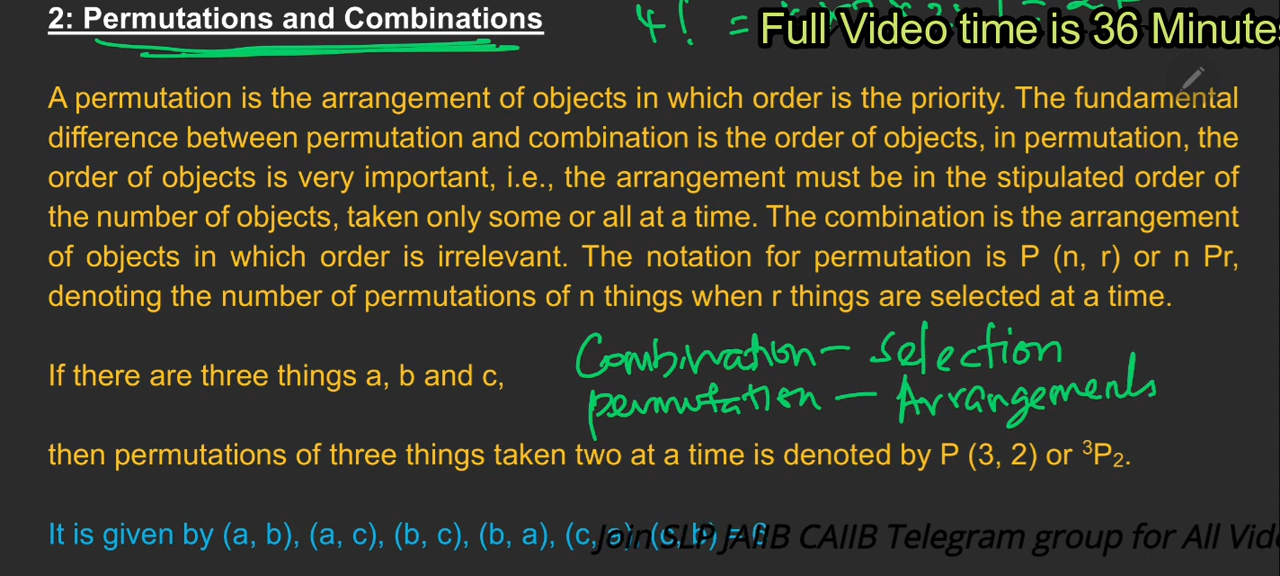 2: Permutations and Combinations
4! =
Full Video time is 36 Minute
A permutation is the arrangement of objects in which order is the priority. The fundamental
difference between permutation and combination is the order of objects, in permutation, the
order of objects is very important, i.e., the arrangement must be in the stipulated order of
the number of objects, taken only some or all at a time. The combination is the arrangement
of objects in which order is irrelevant. The notation for permutation is P (n, r) or n Pr,
denoting the number of permutations of n things when r things are selected at a time.
Combination - selection
If there are three things a, b and c,
permutation - Arrangements
then permutations of three things taken two at a time is denoted by P (3, 2) or ³P₂.
It is given by (a, b), (a, c), (b, c), (b, a), (c, a), (c, b) = 6
Join SLP JAIIB CAIIB Telegram group for All Vid